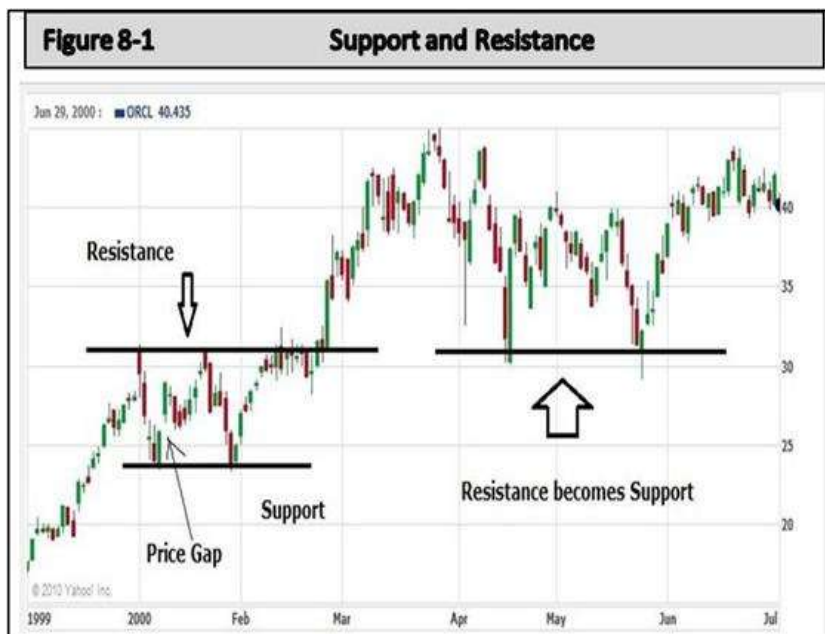 Figure 8-1 Support and Resistance
Jun 29, 2000 : ORCL 40.435
Resistance
40
35
30
25
20
Support
Price Gap
Resistance becomes Support
© 2010 Yahoo! Inc.
1999 2000 Feb Mar Apr May Jun Jul